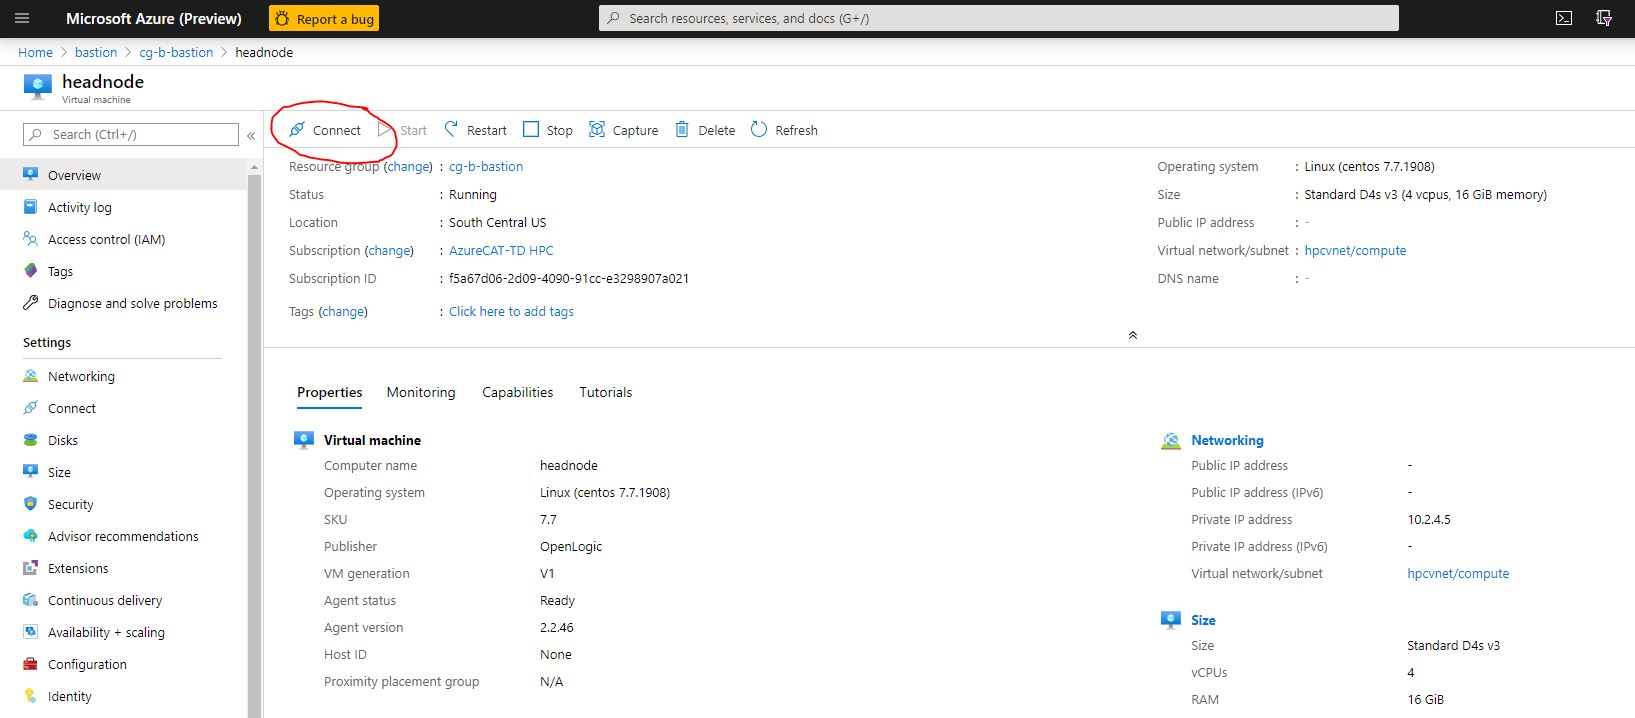 Microsoft Azure (Preview) Report a bug Search resources, services, and docs (G+/)
Home > bastion > cg-b-bastion > headnode
headnode
Virtual machine
Search (Ctrl+/) «
Overview
Activity log
Access control (IAM)
Tags
Diagnose and solve problems
Settings
Networking
Connect
Disks
Size
Security
Advisor recommendations
Extensions
Continuous delivery
Availability + scaling
Configuration
Identity
Connect Start Restart Stop Capture Delete Refresh
Resource group (change) : cg-b-bastion
Status : Running
Location : South Central US
Subscription (change) : AzureCAT-TD HPC
Subscription ID : f5a67d06-2d09-4090-91cc-e3298907a021
Tags (change) : Click here to add tags
Operating system : Linux (centos 7.7.1908)
Size : Standard D4s v3 (4 vcpus, 16 GiB memory)
Public IP address : -
Virtual network/subnet : hpcvnet/compute
DNS name : -
Properties Monitoring Capabilities Tutorials
Virtual machine
Computer name headnode
Operating system Linux (centos 7.7.1908)
SKU 7.7
Publisher OpenLogic
VM generation V1
Agent status Ready
Agent version 2.2.46
Host ID None
Proximity placement group N/A
Networking
Public IP address -
Public IP address (IPv6) -
Private IP address 10.2.4.5
Private IP address (IPv6) -
Virtual network/subnet hpcvnet/compute
Size
Size Standard D4s v3
vCPUs 4
RAM 16 GiB